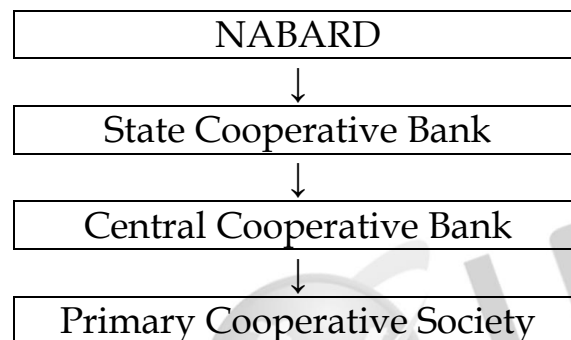 NABARD
↓
State Cooperative Bank
↓
Central Cooperative Bank
↓
Primary Cooperative Society